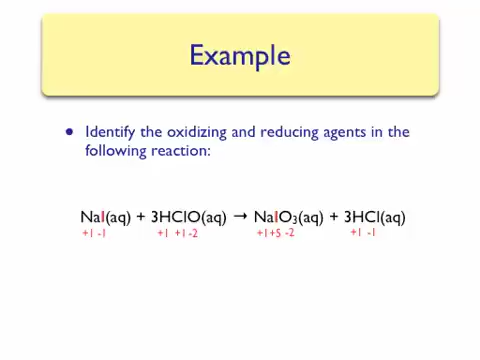 Example
• Identify the oxidizing and reducing agents in the
following reaction:
NaI(aq) + 3HClO(aq) → NaIO₃(aq) + 3HCl(aq)
+1 -1 +1 +1 -2 +1+5 -2 +1 -1